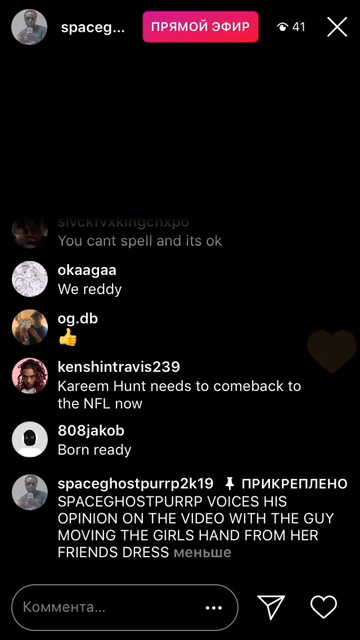 spaceg...
ПРЯМОЙ ЭФИР
41
You cant spell and its ok
okaagaa
We reddy
og.db
👍
kenshintravis239
Kareem Hunt needs to comeback to
the NFL now
808jakob
Born ready
spaceghostpurrp2k19 ПРИКРЕПЛЕНО
SPACEGHOSTPURRP VOICES HIS
OPINION ON THE VIDEO WITH THE GUY
MOVING THE GIRLS HAND FROM HER
FRIENDS DRESS меньше
Коммента...